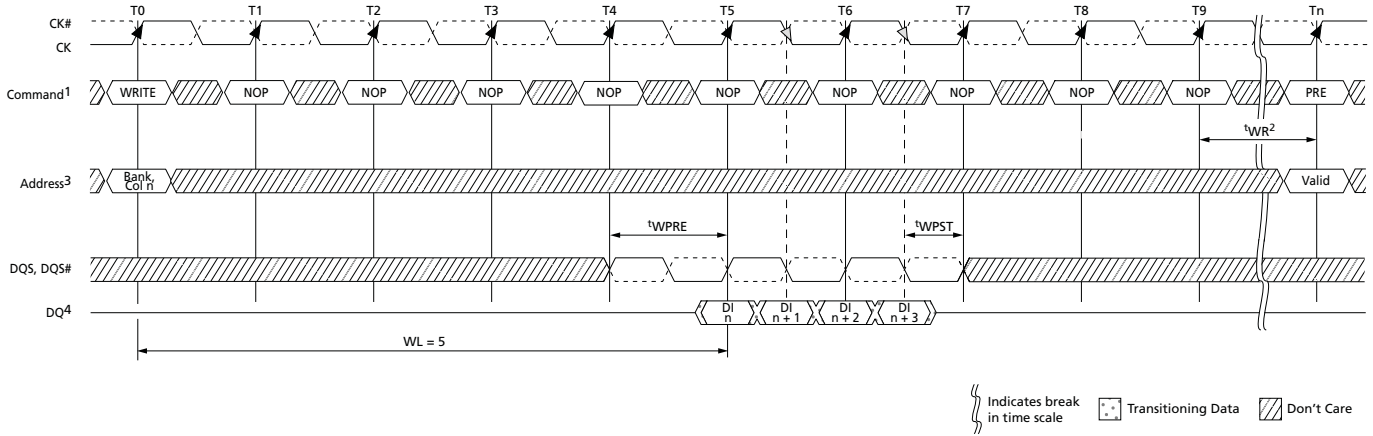 T0 T1 T2 T3 T4 T5 T6 T7 T8 T9 Tn
CK#
CK
Command1 WRITE NOP NOP NOP NOP NOP NOP NOP NOP NOP PRE
tWR2
Address3 Bank, Col n Valid
tWPRE tWPST
DQS, DQS#
DQ4 DI n DI n + 1 DI n + 2 DI n + 3
WL = 5
Indicates break in time scale
Transitioning Data
Don't Care